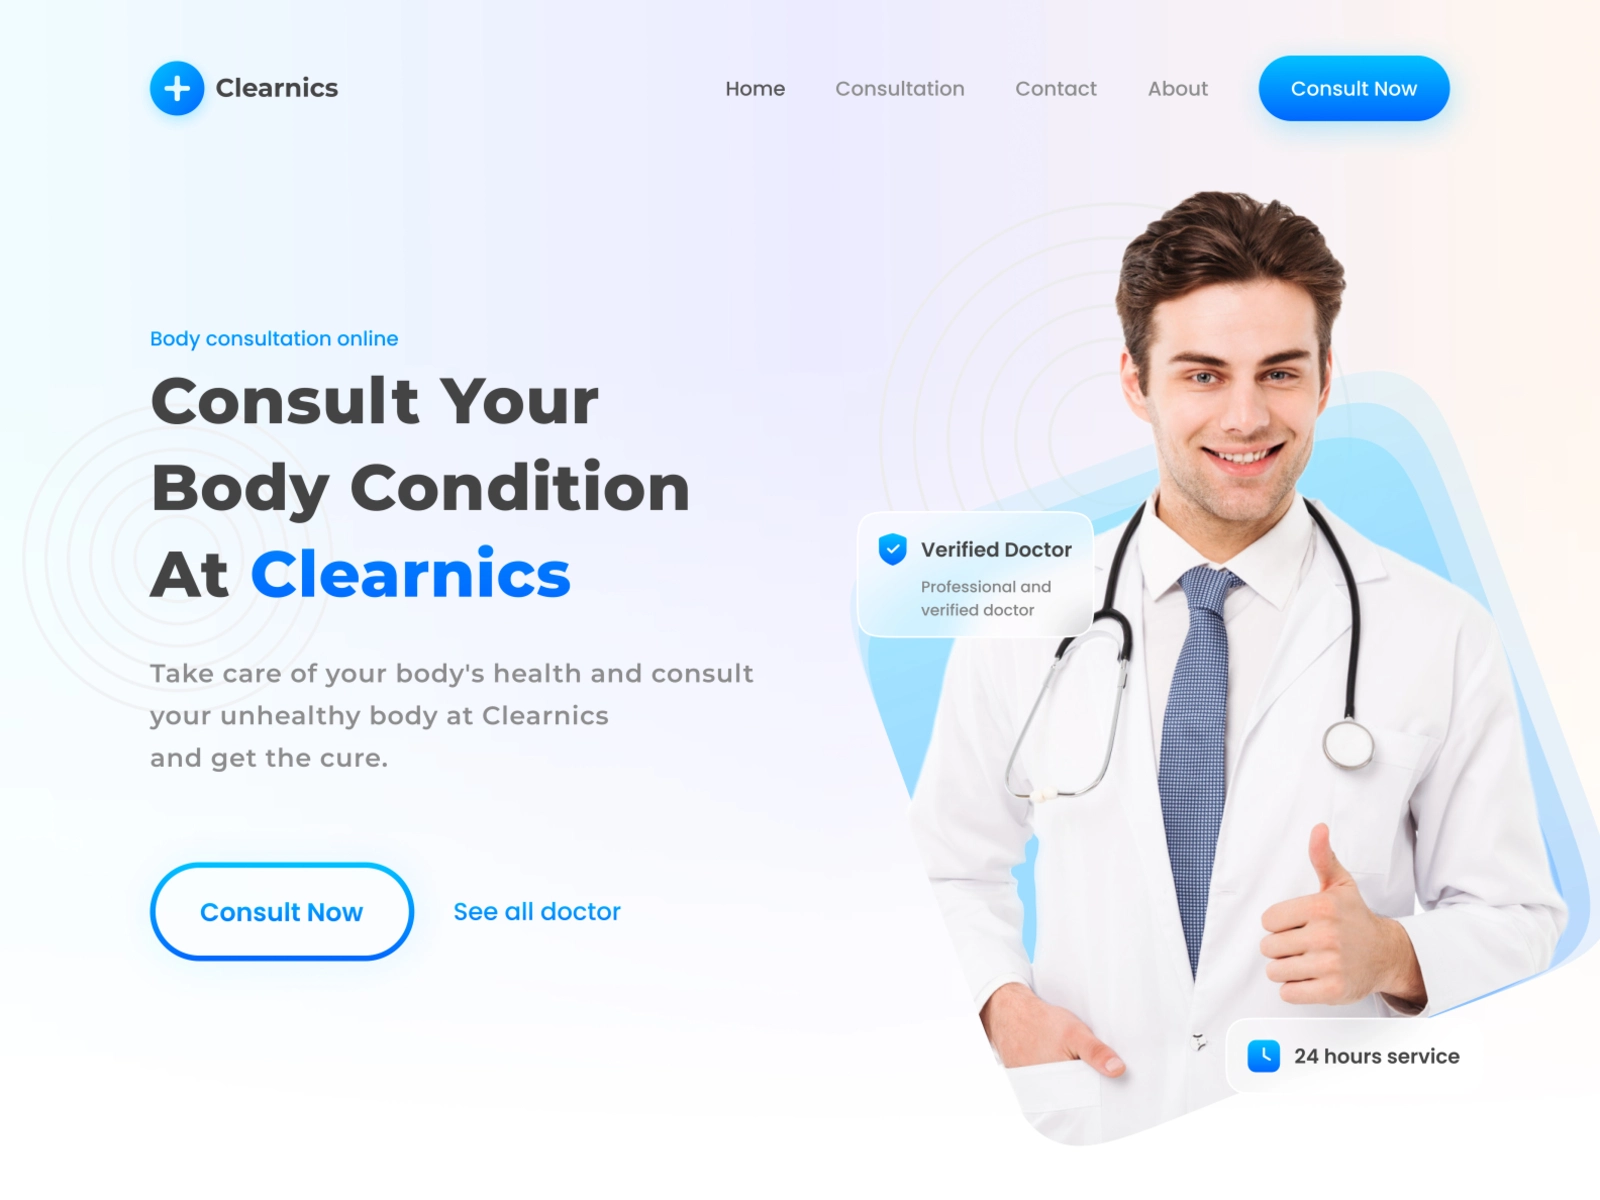 Clearnics
Home
Consultation
Contact
About
Consult Now
Body consultation online
Consult Your
Body Condition
At Clearnics
Take care of your body's health and consult
your unhealthy body at Clearnics
and get the cure.
Consult Now
See all doctor
Verified Doctor
Professional and
verified doctor
24 hours service